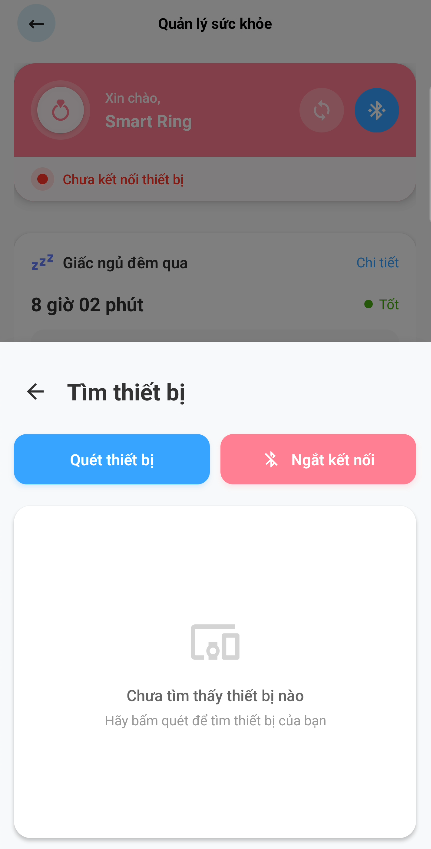 Quản lý sức khỏe
Xin chào,
Smart Ring
Chưa kết nối thiết bị
zzz Giấc ngủ đêm qua Chi tiết
8 giờ 02 phút Tốt
Tìm thiết bị
Quét thiết bị Ngắt kết nối
Chưa tìm thấy thiết bị nào
Hãy bấm quét để tìm thiết bị của bạn